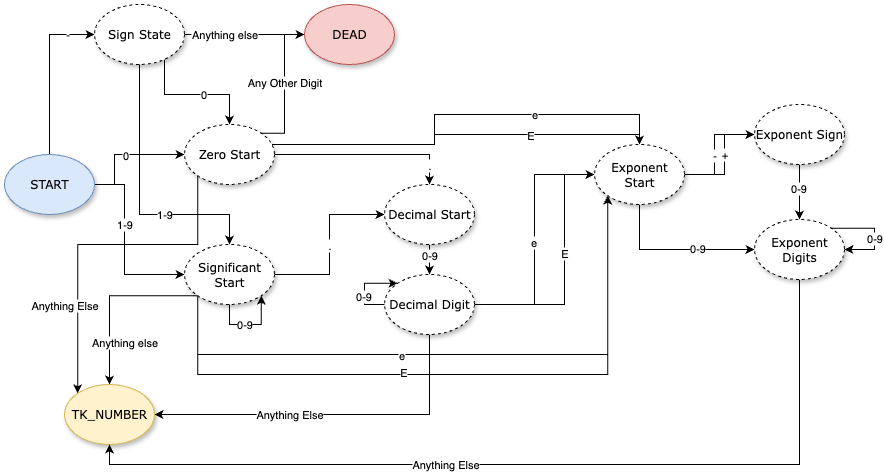 Sign State
-
Anything else
DEAD
Any Other Digit
0
e
E
Zero Start
START
0
.
Exponent
Start
- +
Exponent Sign
0-9
1-9
1-9
Decimal Start
.
0-9
e
E
0-9
Exponent
Digits
0-9
Significant
Start
0-9
0-9
Decimal Digit
Anything Else
Anything else
e
E
TK_NUMBER
Anything Else
Anything Else